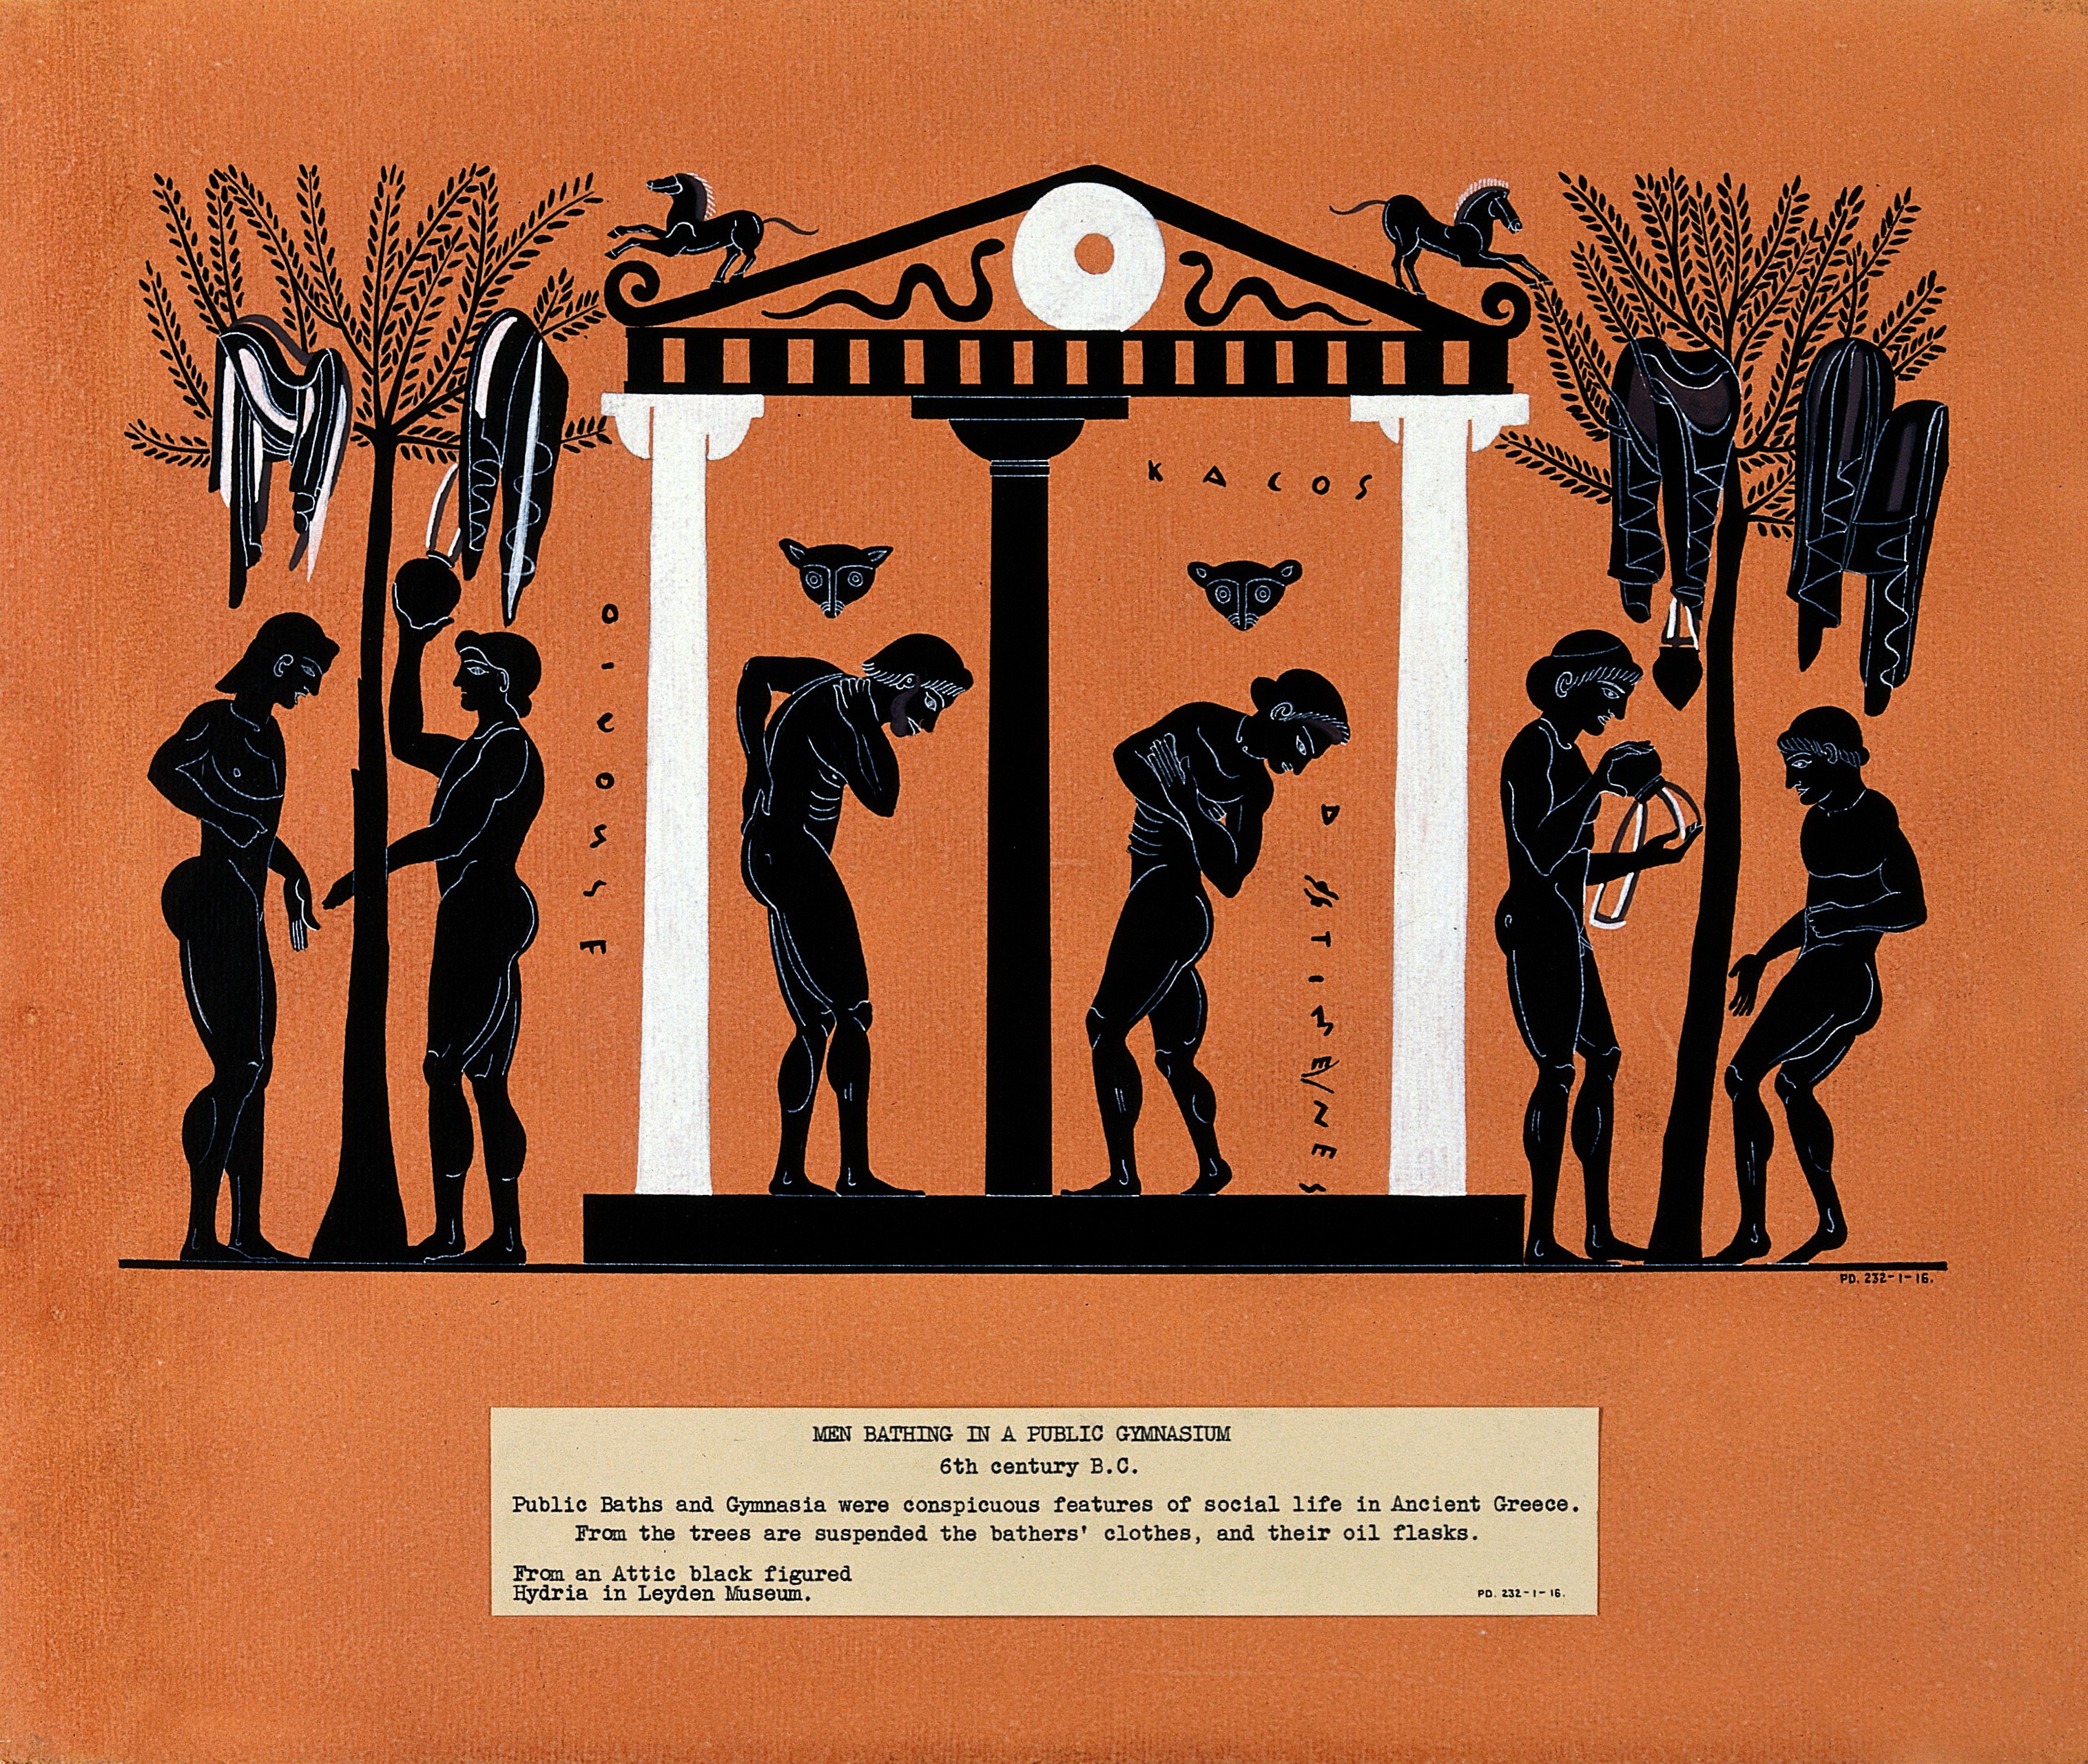 K A C O S
O I C O S S E
PD. 232-1-16.
MEN BATHING IN A PUBLIC GYMNASIUM
6th century B.C.
Public Baths and Gymnasia were conspicuous features of social life in Ancient Greece.
From the trees are suspended the bathers' clothes, and their oil flasks.
From an Attic black figured
Hydria in Leyden Museum.
PD. 232-1-16.